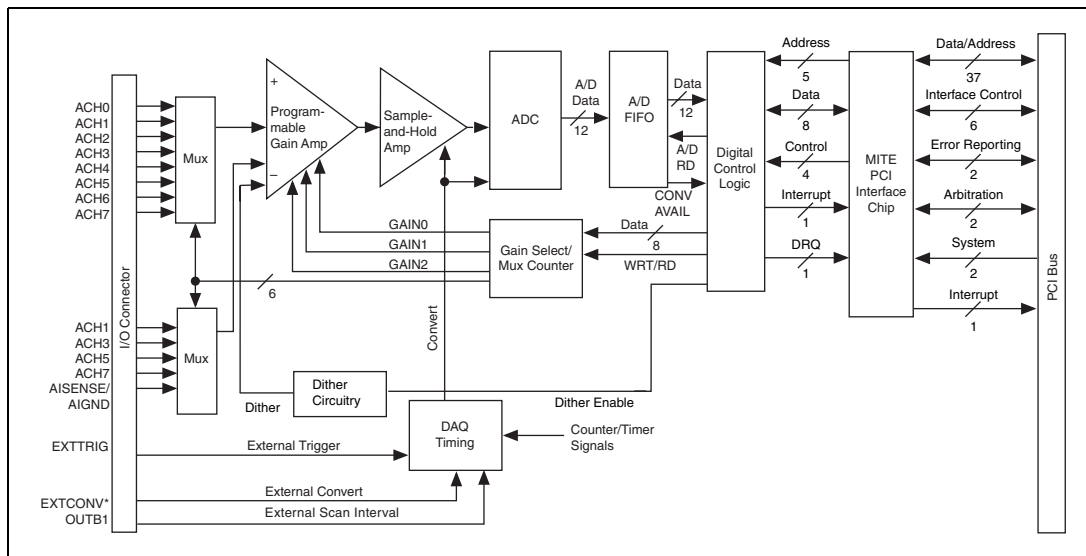 I/O Connector
ACH0
ACH1
ACH2
ACH3
ACH4
ACH5
ACH6
ACH7
Mux
ACH1
ACH3
ACH5
ACH7
AISENSE/
AIGND
Mux
EXTTRIG
EXTCONV*
OUTB1
+
Program-
mable
Gain Amp
–
Sample-
and-Hold
Amp
ADC
A/D
Data
12
A/D
FIFO
Data
12
A/D
RD
CONV
AVAIL
Digital
Control
Logic
GAIN0
GAIN1
GAIN2
6
Gain Select/
Mux Counter
Data
8
WRT/RD
Convert
Dither
Dither
Circuitry
Dither Enable
DAQ
Timing
Counter/Timer
Signals
External Trigger
External Convert
External Scan Interval
Address
5
Data
8
Control
4
Interrupt
1
DRQ
1
MITE
PCI
Interface
Chip
Data/Address
37
Interface Control
6
Error Reporting
2
Arbitration
2
System
2
Interrupt
1
PCI Bus